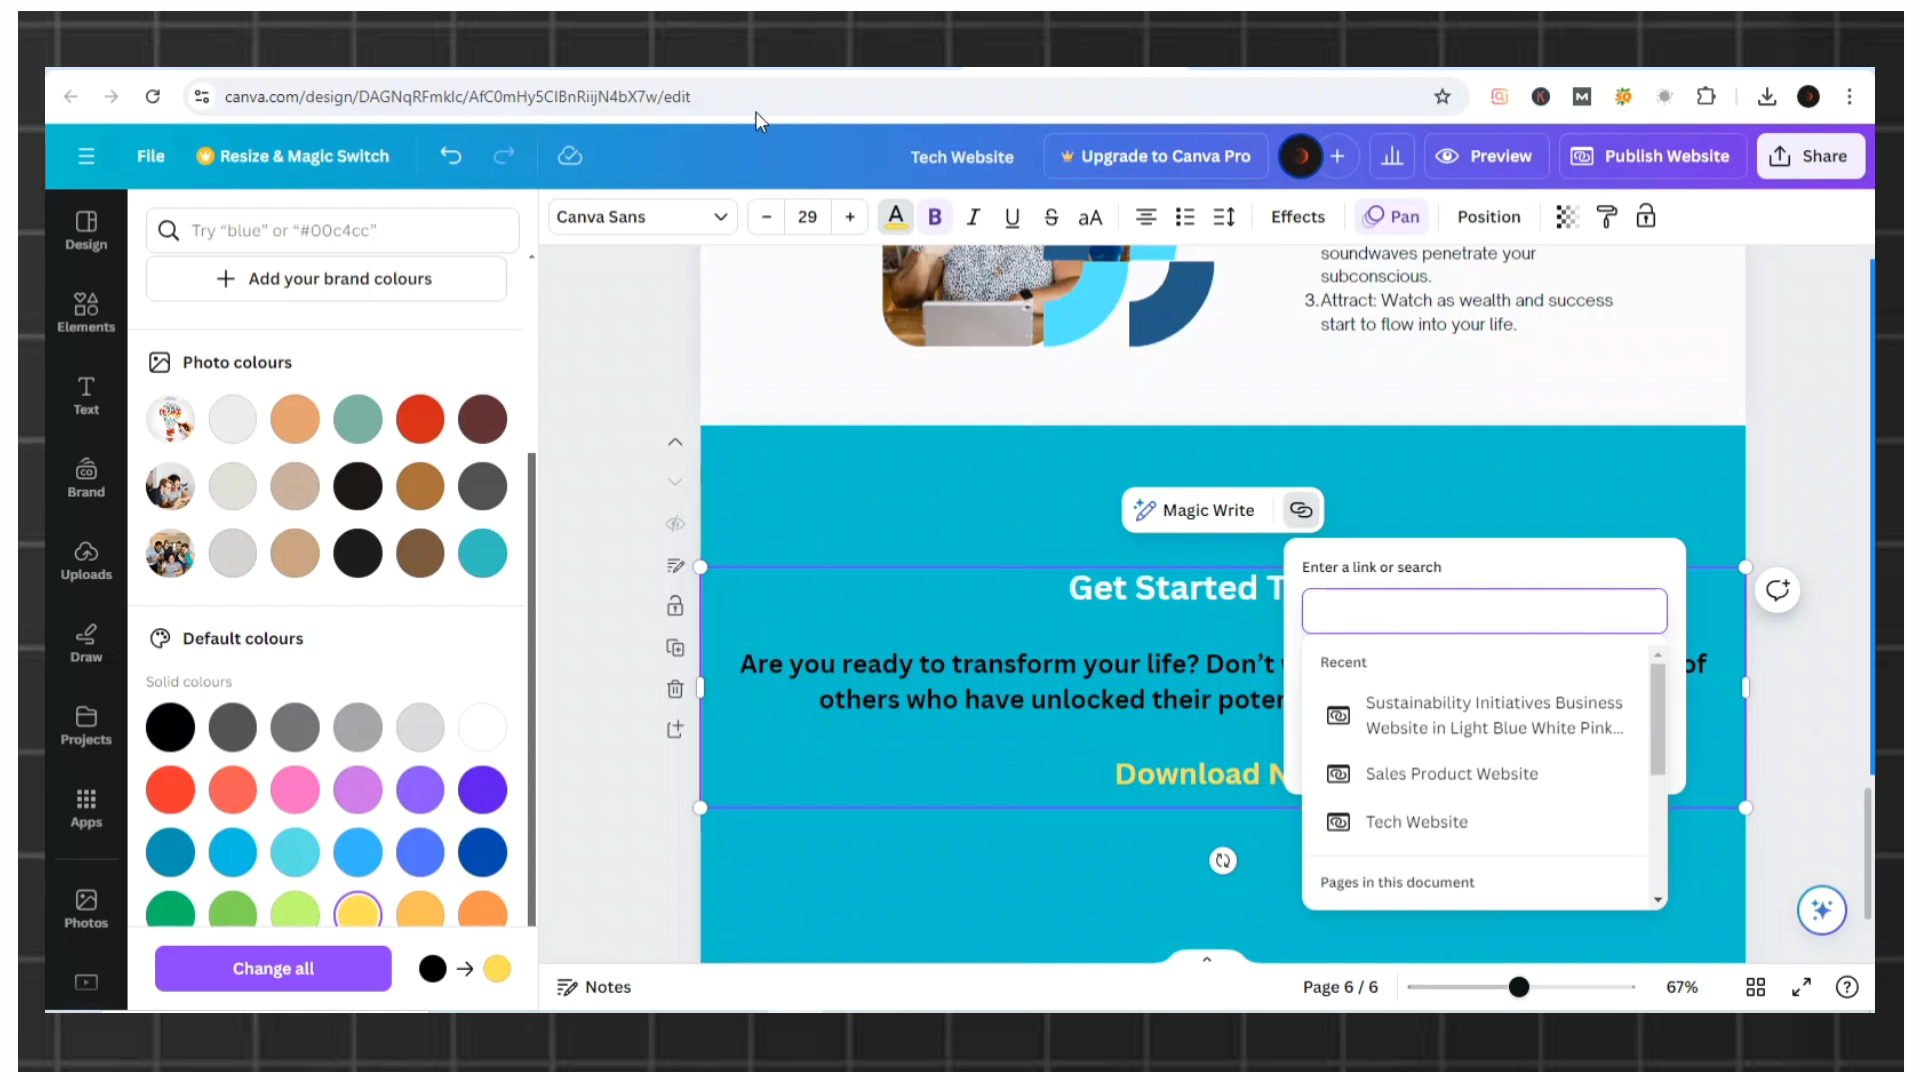 canva.com/design/DAGNqRFmklc/AfC0mHy5CIBnRiijN4bX7w/edit
File
Resize & Magic Switch
Tech Website
Upgrade to Canva Pro
Preview
Publish Website
Share
Design
Elements
Text
Brand
Uploads
Draw
Projects
Apps
Photos
Try “blue” or “#00c4cc”
Add your brand colours
Photo colours
Default colours
Solid colours
Change all
Canva Sans
29
A
B
I
U
S
aA
Effects
Pan
Position
soundwaves penetrate your
subconscious.
3. Attract: Watch as wealth and success
start to flow into your life.
Magic Write
Get Started T
Are you ready to transform your life? Don’t
of
others who have unlocked their poten
Download N
Enter a link or search
Recent
Sustainability Initiatives Business
Website in Light Blue White Pink...
Sales Product Website
Tech Website
Pages in this document
Notes
Page 6 / 6
67%